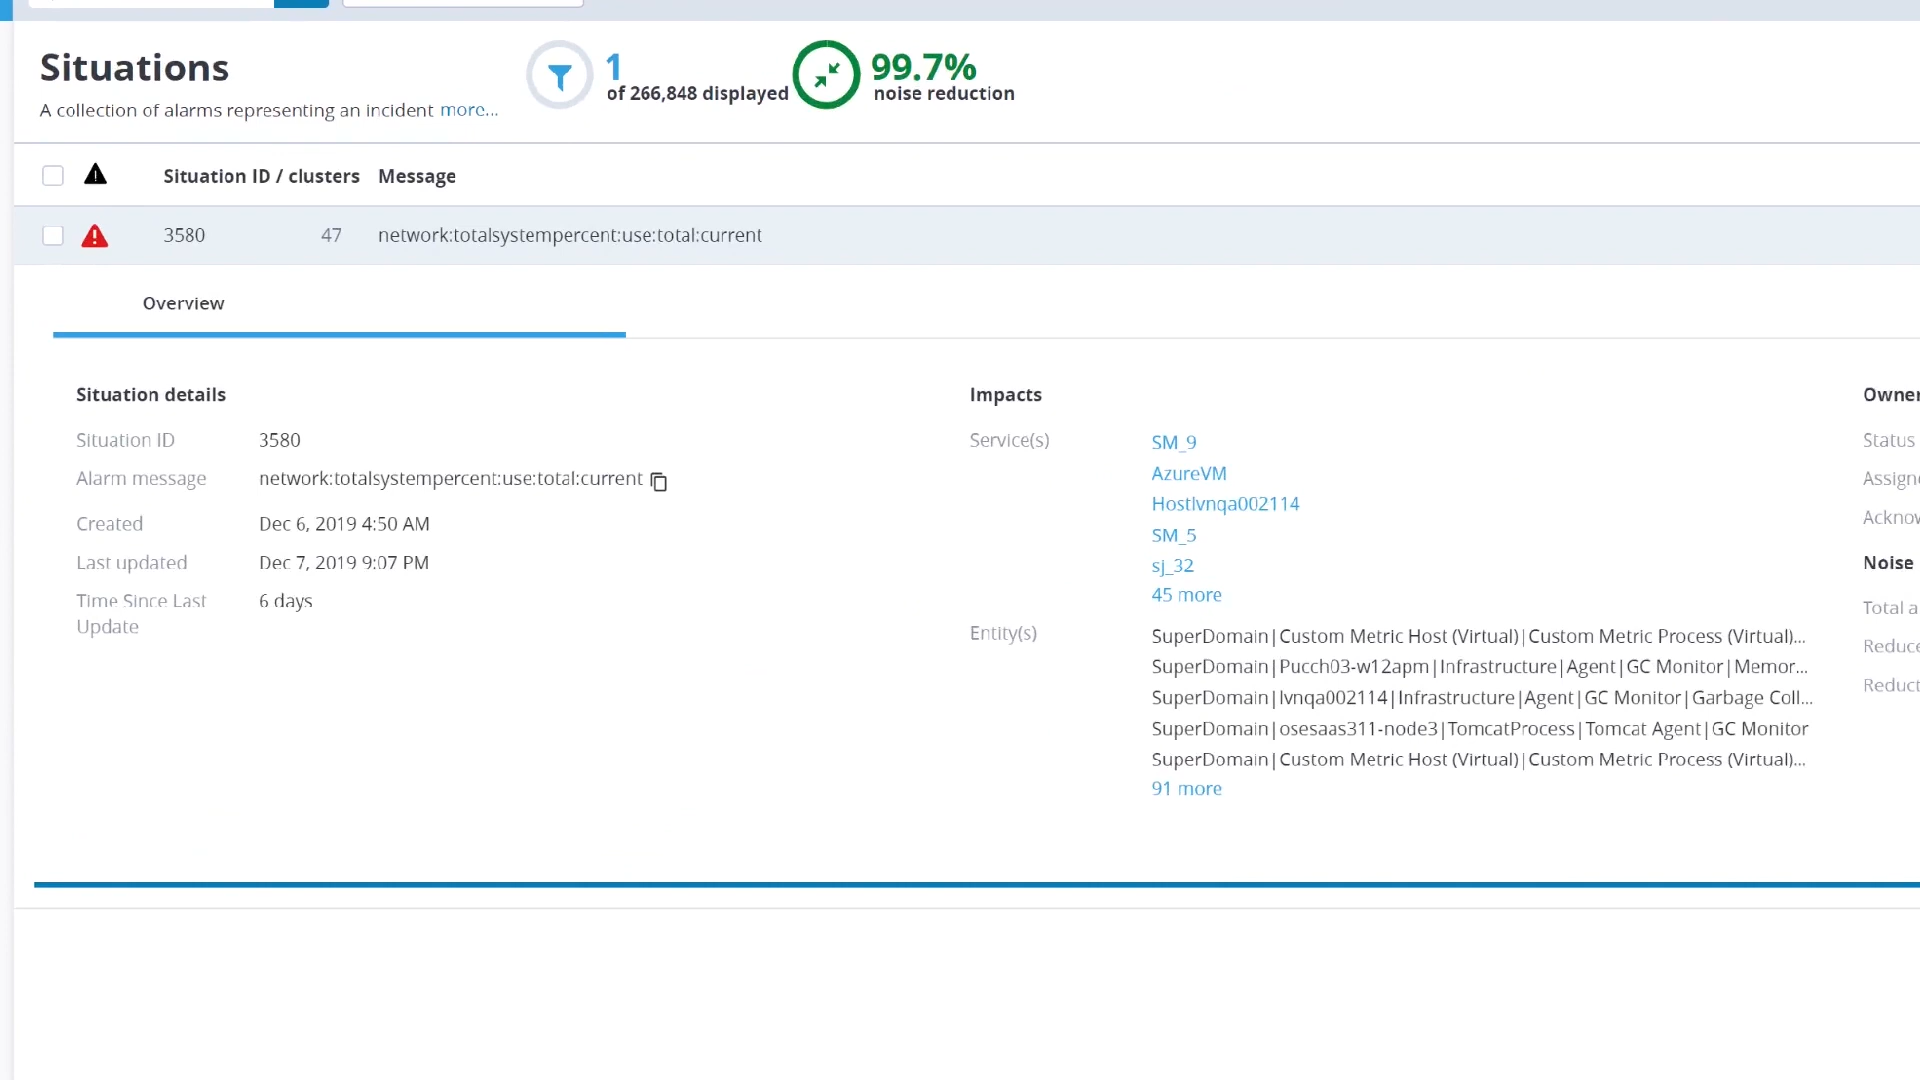 Situations
A collection of alarms representing an incident more...
1
of 266,848 displayed
99.7%
noise reduction
Situation ID / clusters Message
3580 47 network:totalsystempercent:use:total:current
Overview
Situation details
Situation ID 3580
Alarm message network:totalsystempercent:use:total:current
Created Dec 6, 2019 4:50 AM
Last updated Dec 7, 2019 9:07 PM
Time Since Last 6 days
Update
Impacts
Service(s) SM_9
AzureVM
Hostlvnqa002114
SM_5
sj_32
45 more
Entity(s) SuperDomain|Custom Metric Host (Virtual)|Custom Metric Process (Virtual)...
SuperDomain|Pucch03-w12apm|Infrastructure|Agent|GC Monitor|Memor...
SuperDomain|lvnqa002114|Infrastructure|Agent|GC Monitor|Garbage Coll...
SuperDomain|osesaas311-node3|TomcatProcess|Tomcat Agent|GC Monitor
SuperDomain|Custom Metric Host (Virtual)|Custom Metric Process (Virtual)...
91 more
Owner
Status
Assigne
Acknow
Noise
Total a
Reduce
Reduct